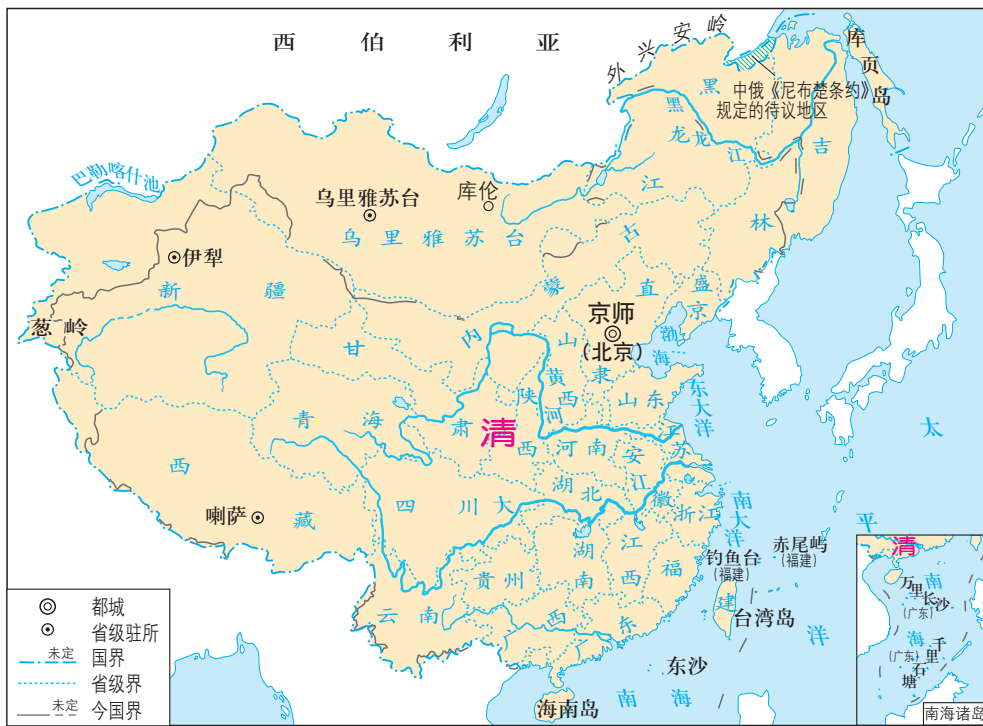 西伯利亚
外兴安岭
库页岛
中俄《尼布楚条约》
规定的待议地区
黑龙江
黑龙江
吉林
巴勒喀什池
乌里雅苏台
库伦
乌里雅苏台
伊犁
新疆
葱岭
内蒙古
盛京
直隶
京师
(北京)
渤海
山西
山东
黄河
陕西
甘肃
青海
清
河南
江苏
安徽
东大洋
西藏
喇萨
四川
湖北
大江
浙江
南大洋
钓鱼台
(福建)
赤尾屿
(福建)
湖南
江西
福建
贵州
云南
广西
广东
台湾岛
东沙
海南岛
南海
太平洋
都城
省级驻所
未定
国界
省级界
未定
今国界
清
南海
万里长沙
(广东)
千里石塘
(广东)
南海诸岛